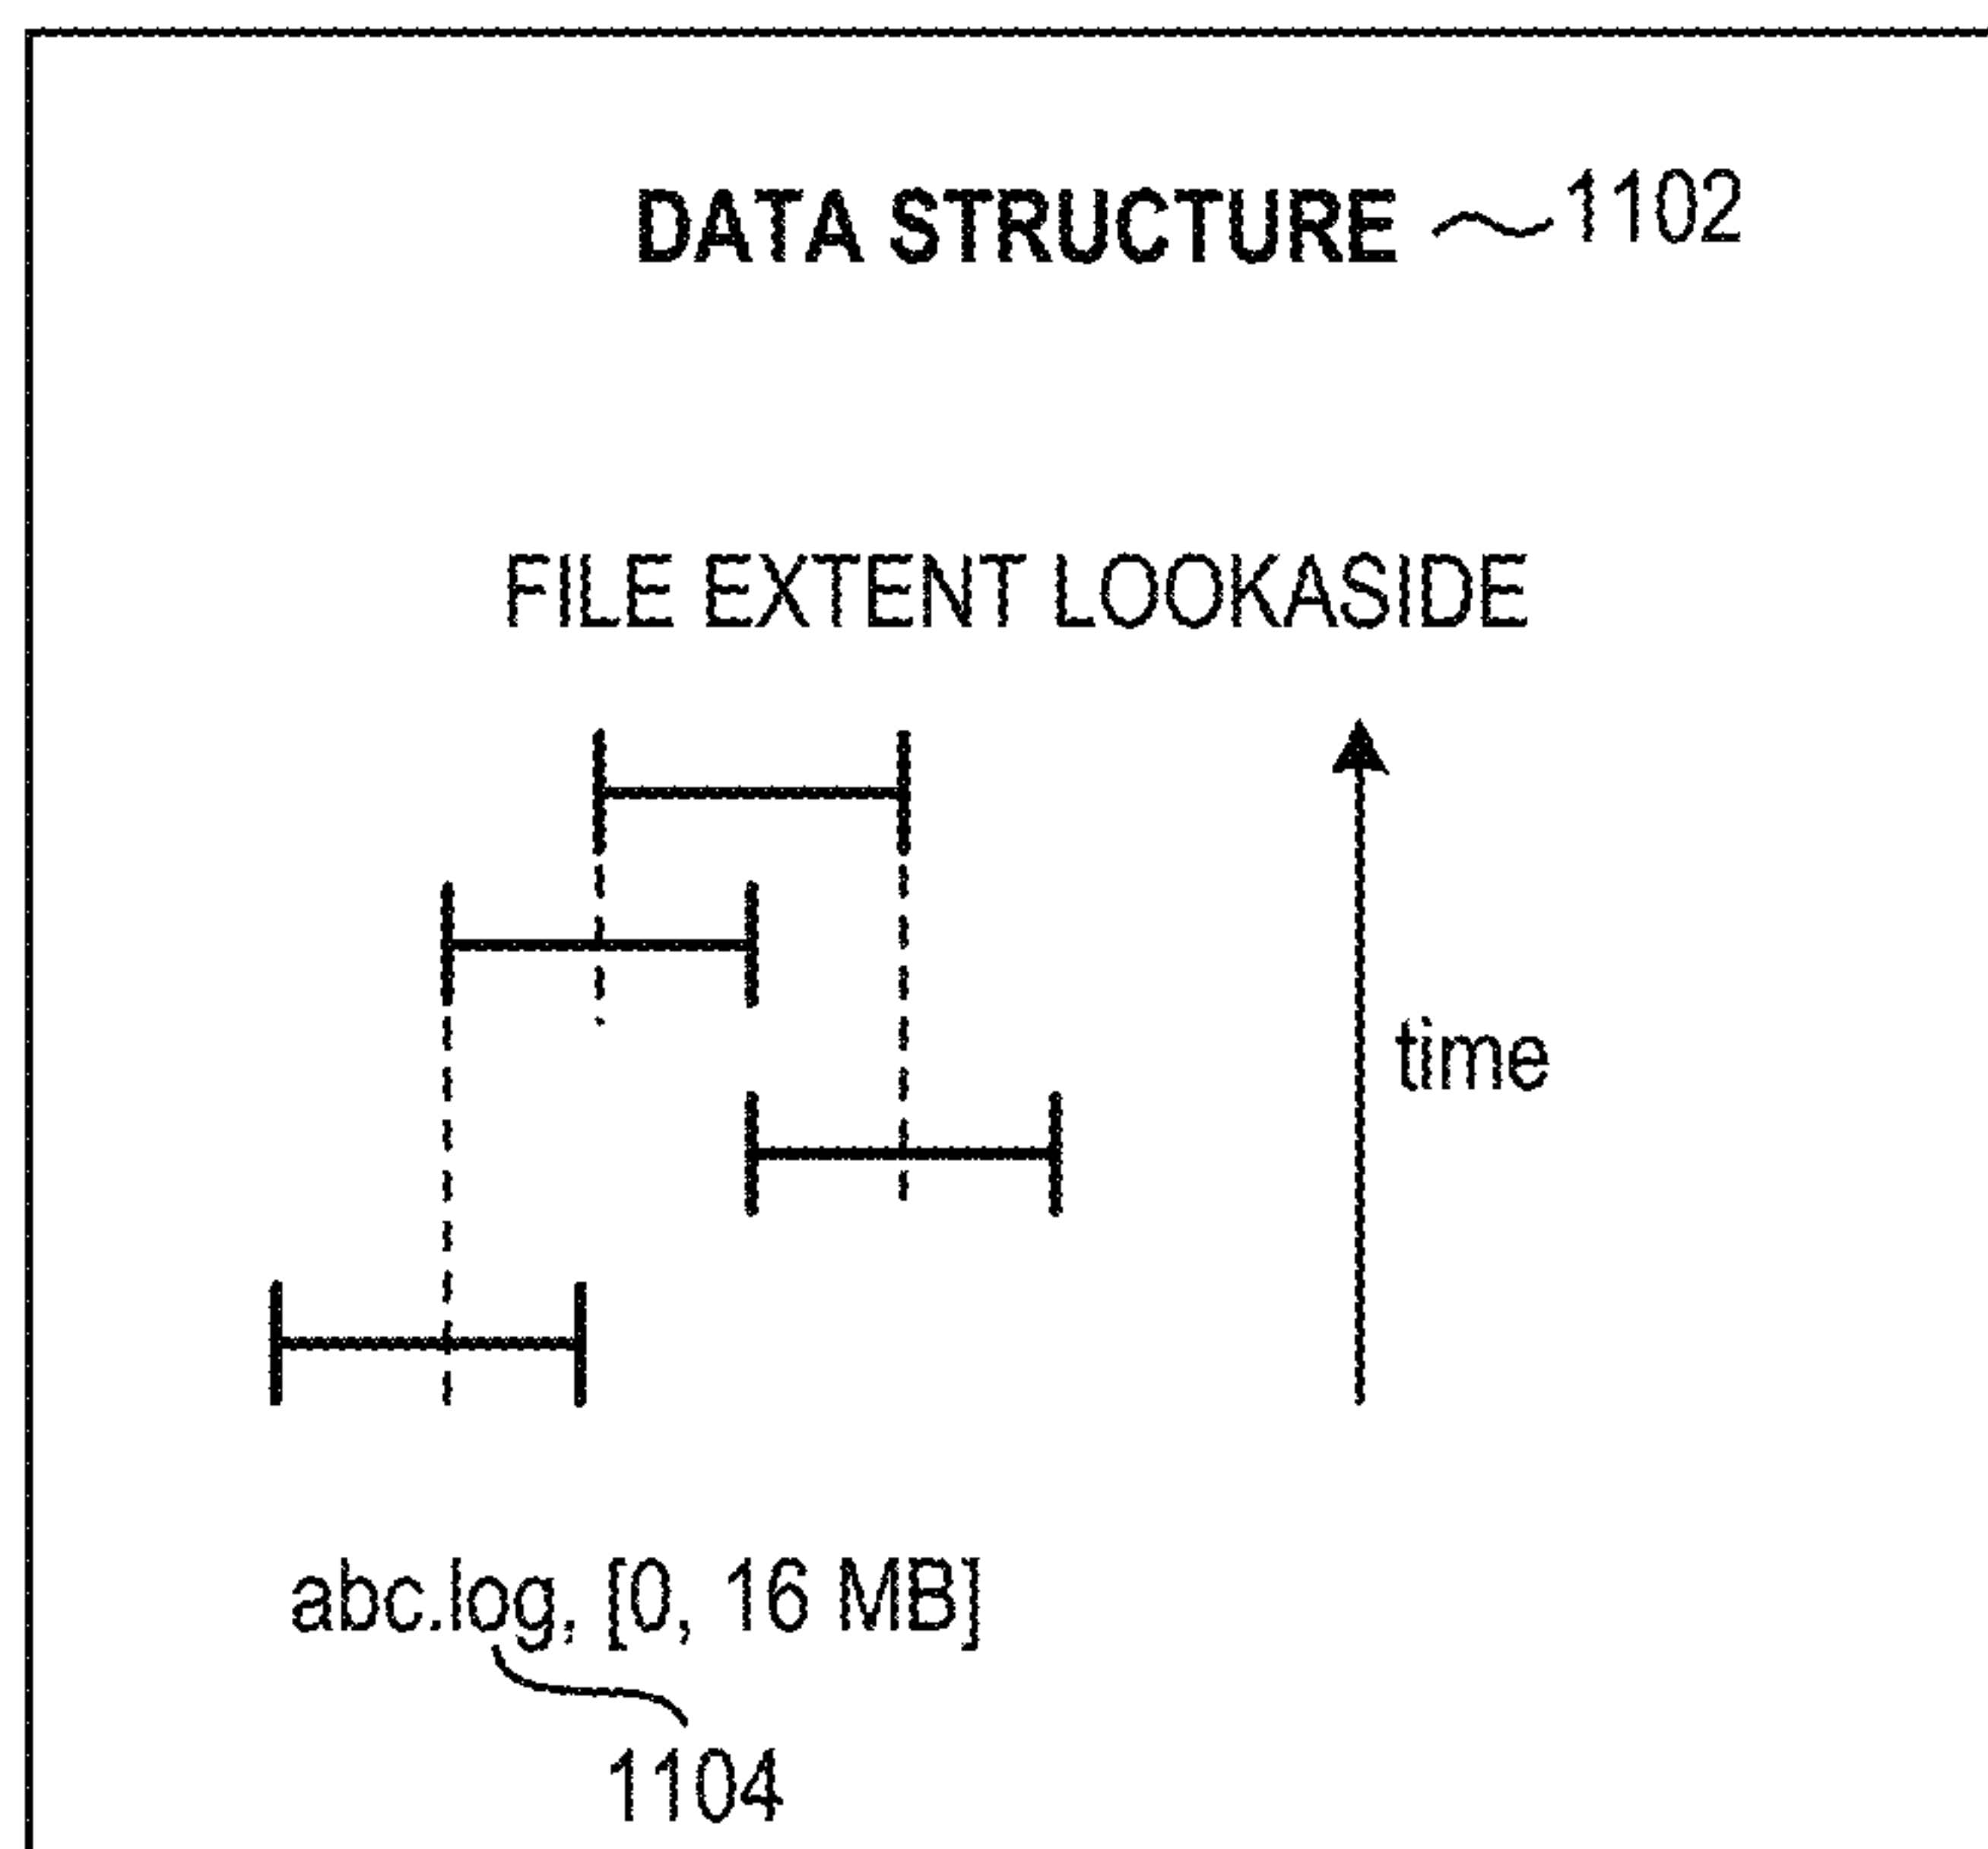 DATA STRUCTURE 1102
FILE EXTENT LOOKASIDE
time
abc.log, [0, 16 MB]
1104